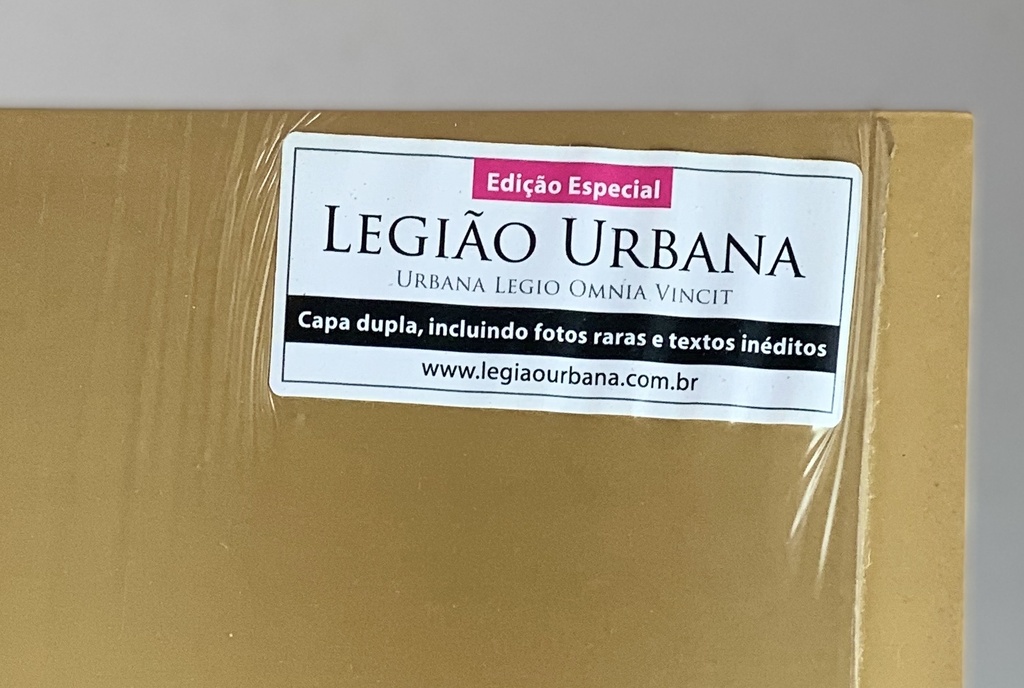 Edição Especial
LEGIÃO URBANA
URBANA LEGIO OMNIA VINCIT
Capa dupla, incluindo fotos raras e textos inéditos
www.legiaourbana.com.br